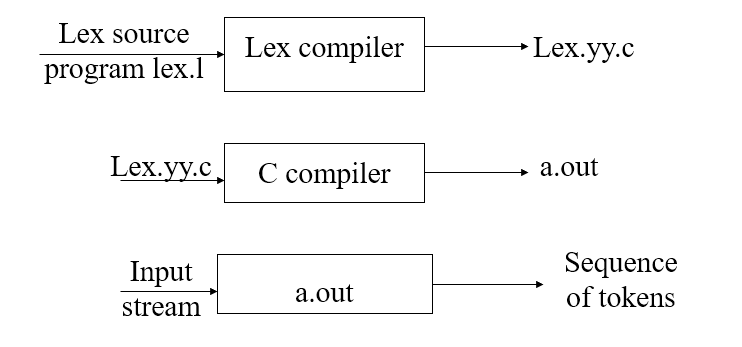 Lex source
program lex.l
Lex compiler
Lex.yy.c
Lex.yy.c
C compiler
a.out
Input
stream
a.out
Sequence
of tokens